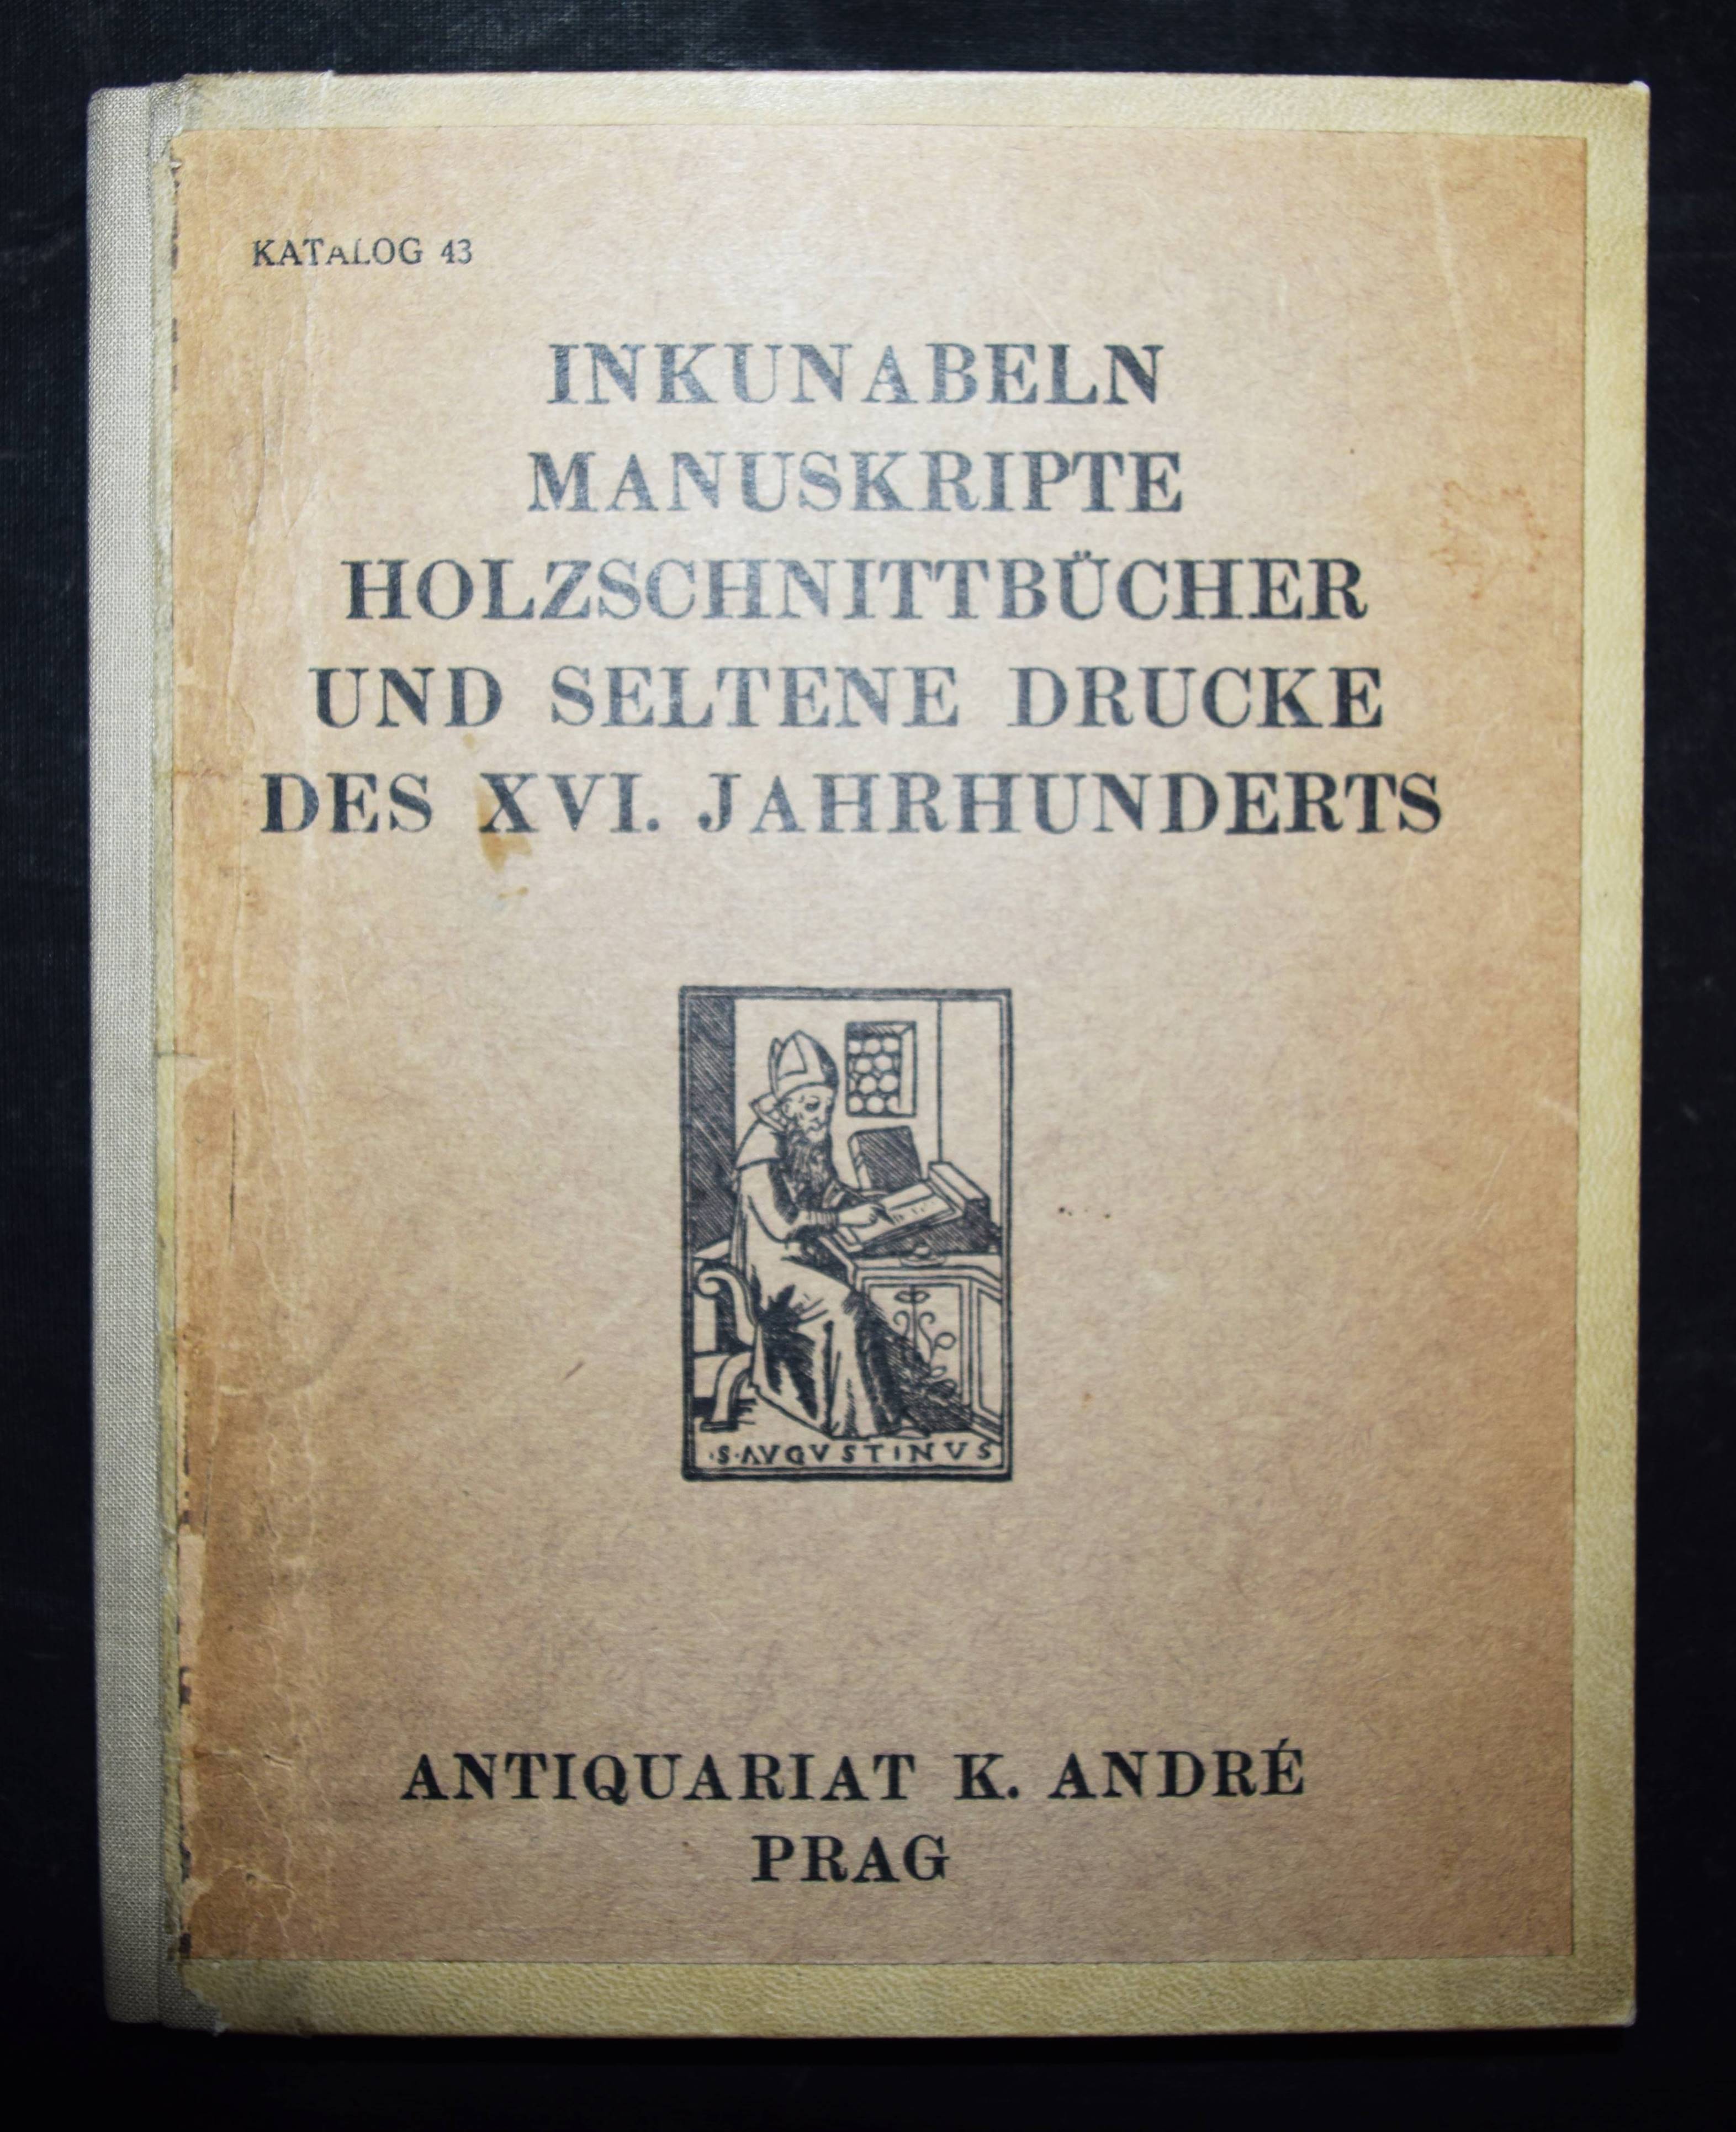 KATALOG 43
INKUNABELN
MANUSKRIPTE
HOLZSCHNITTBÜCHER
UND SELTENE DRUCKE
DES XVI. JAHRHUNDERTS
·S·AVGVSTINVS
ANTIQUARIAT K. ANDRÉ
PRAG